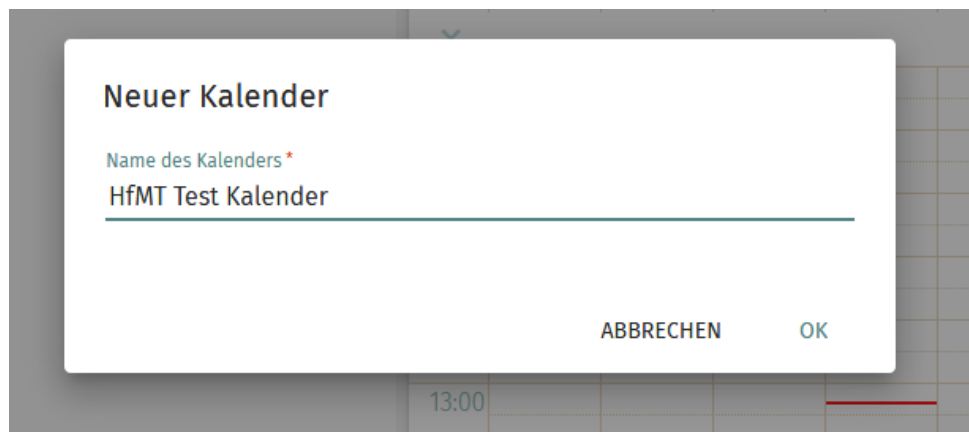 Neuer Kalender
Name des Kalenders *
HfMT Test Kalender
ABBRECHEN OK
13:00